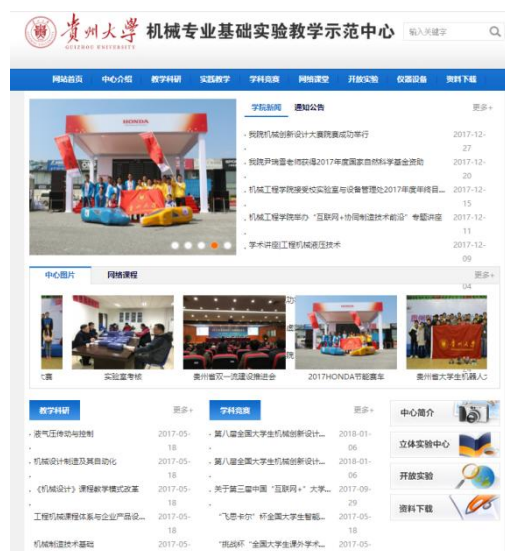 貴州大學 机械专业基础实验教学示范中心 输入关键字
GUIZHOU UNIVERSITY
网站首页 中心介绍 教学科研 实践教学 学科竞赛 网络课堂 开放实验 仪器设备 资料下载
学院新闻 通知公告 更多+
HONDA
· 我院机械创新设计大赛院赛成功举行 2017-12-
27
· 我院尹瑞雪老师获得2017年度国家自然科学基金资助 2017-12-
20
· 机械工程学院接受校实验室与设备管理处2017年度年终目... 2017-12-
15
· 机械工程学院举办“互联网+协同制造技术前沿”专题讲座 2017-12-
11
· 学术讲座|工程机械液压技术 2017-12-
09
中心图片 网络课程 更多+
04
大赛 实验室考核 贵州省双一流建设推进会 2017HONDA节能赛车 贵州省大学生机器人大
教学科研 更多+ 学科竞赛 更多+ 中心简介
· 液气压传动与控制 2017-05-
18
· 第八届全国大学生机械创新设计... 2018-01-
06
立体实验中心
· 机械设计制造及其自动化 2017-05-
18
· 第八届全国大学生机械创新设计... 2018-01-
06
开放实验
· 《机械设计》课程教学模式改革 2017-05-
18
· 关于第三届中国“互联网+”大学... 2017-09-
29
资料下载
工程机械课程体系与企业产品设... 2017-05-
18
“飞思卡尔”杯全国大学生智能... 2017-05-
18
机械制造技术基础 2017-05-
“挑战杯“全国大学生课外学术... 2017-05-